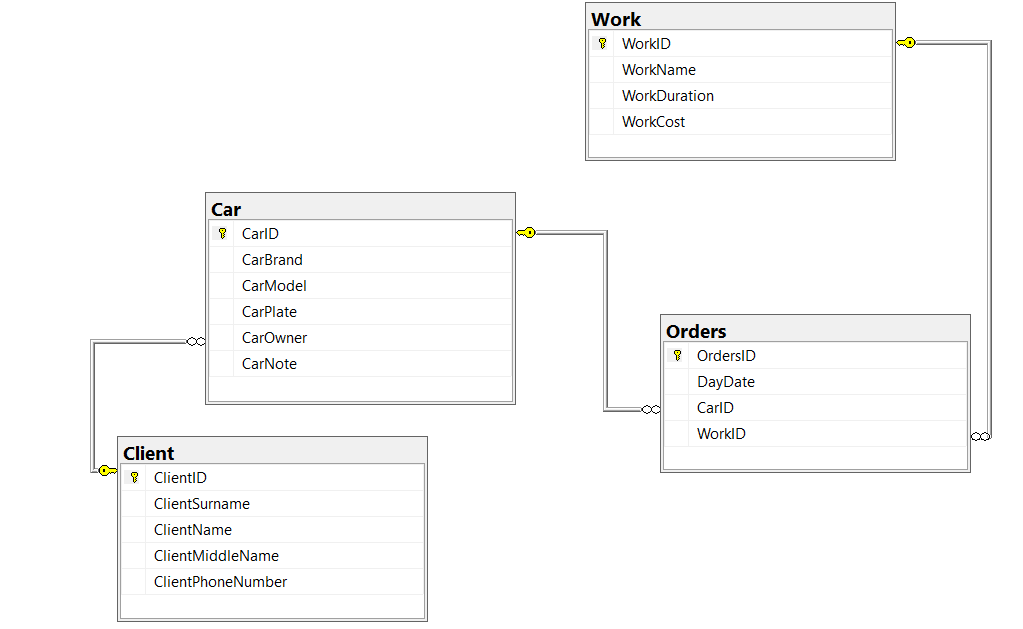 Work
WorkID
WorkName
WorkDuration
WorkCost
Car
CarID
CarBrand
CarModel
CarPlate
CarOwner
CarNote
Orders
OrdersID
DayDate
CarID
WorkID
Client
ClientID
ClientSurname
ClientName
ClientMiddleName
ClientPhoneNumber